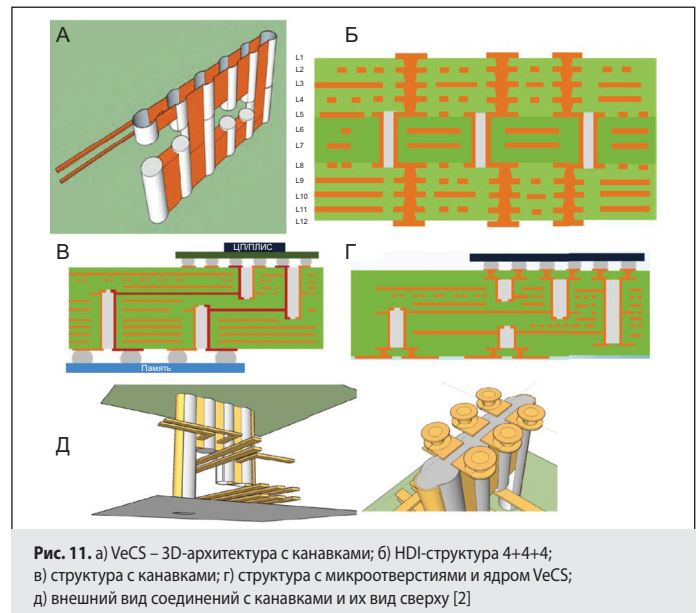 А
Б
L1
L2
L3
L4
L5
L6
L7
L8
L9
L10
L11
L12
В
ЦП/ПЛИС
Память
Г
Д
Рис. 11. а) VeCS – 3D-архитектура с канавками; б) HDI-структура 4+4+4;
в) структура с канавками; г) структура с микроотверстиями и ядром VeCS;
д) внешний вид соединений с канавками и их вид сверху [2]